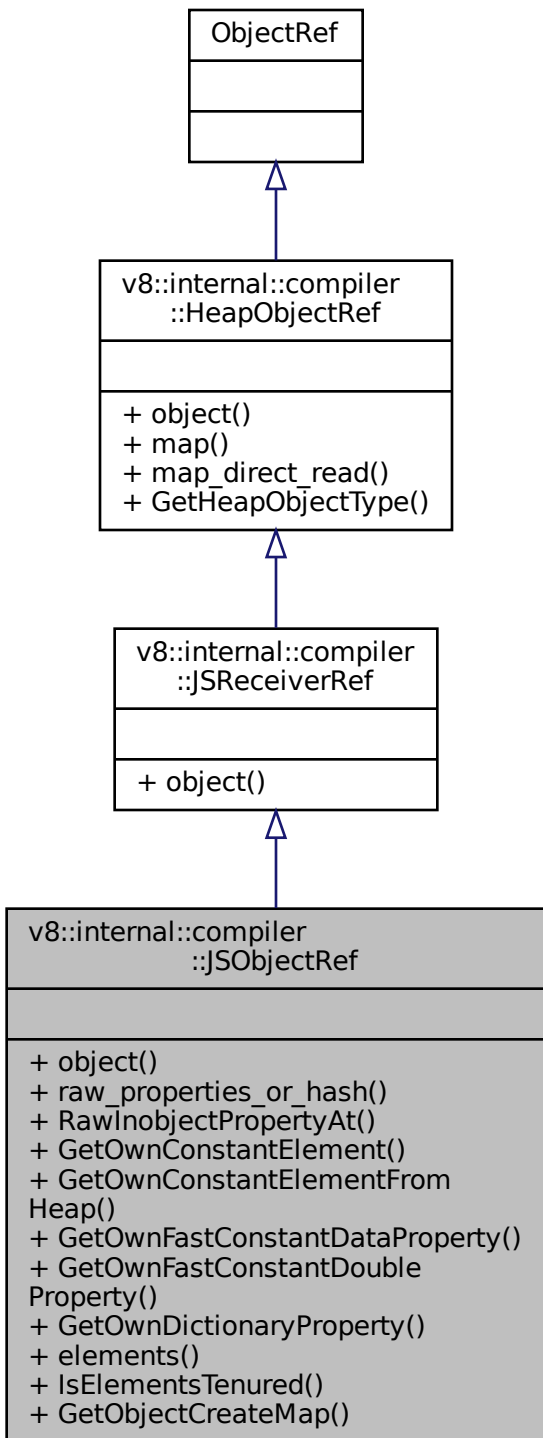 ObjectRef
v8::internal::compiler
::HeapObjectRef
+ object()
+ map()
+ map_direct_read()
+ GetHeapObjectType()
v8::internal::compiler
::JSReceiverRef
+ object()
v8::internal::compiler
::JSObjectRef
+ object()
+ raw_properties_or_hash()
+ RawInobjectPropertyAt()
+ GetOwnConstantElement()
+ GetOwnConstantElementFrom
Heap()
+ GetOwnFastConstantDataProperty()
+ GetOwnFastConstantDouble
Property()
+ GetOwnDictionaryProperty()
+ elements()
+ IsElementsTenured()
+ GetObjectCreateMap()